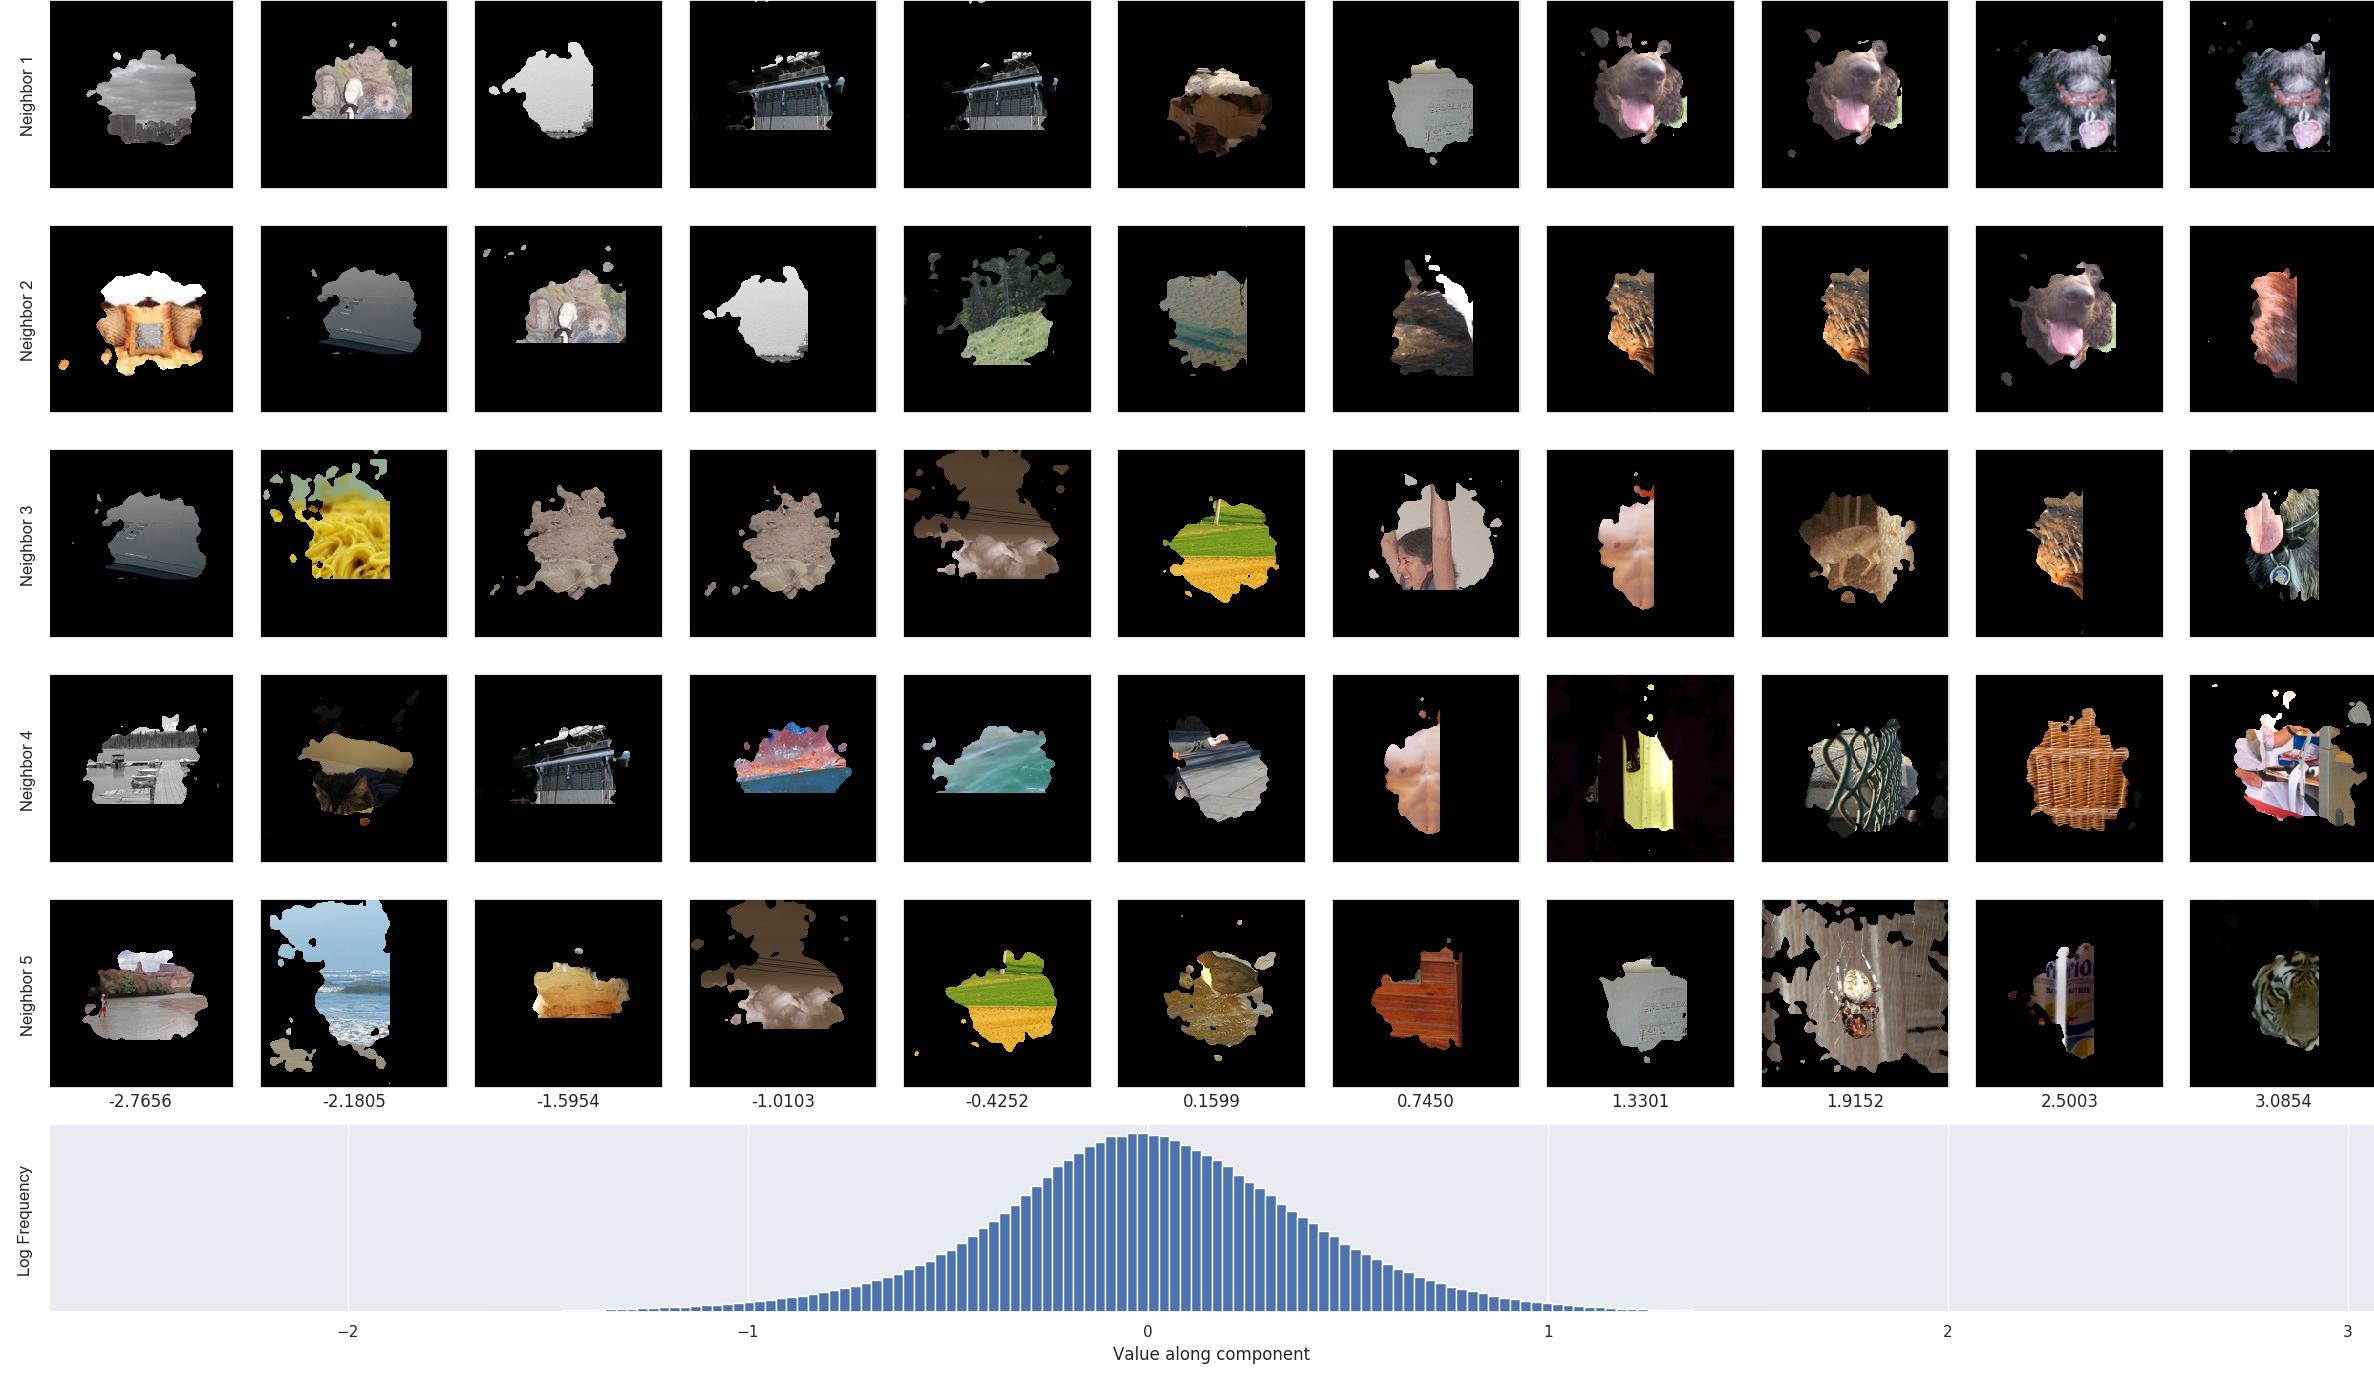 Neighbor 1
Neighbor 2
Neighbor 3
Neighbor 4
Neighbor 5
-2.7656 -2.1805 -1.5954 -1.0103 -0.4252 0.1599 0.7450 1.3301 1.9152 2.5003 3.0854
Log Frequency
−2 −1 0 1 2 3
Value along component